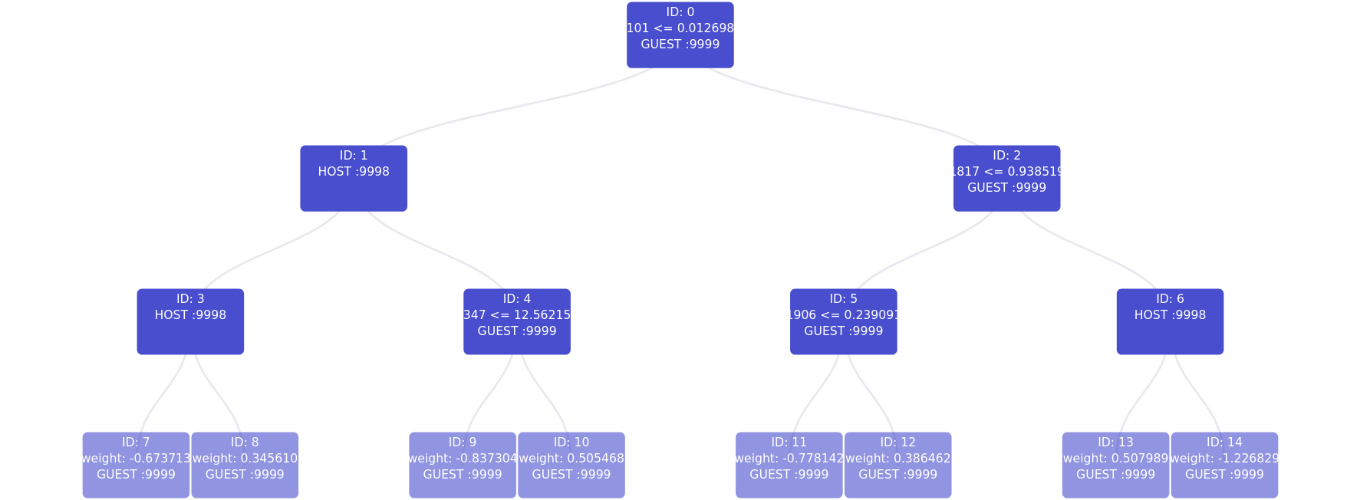 ID: 0
101 <= 0.012698
GUEST :9999
ID: 1
HOST :9998
ID: 2
1817 <= 0.938519
GUEST :9999
ID: 3
HOST :9998
ID: 4
347 <= 12.56215
GUEST :9999
ID: 5
1906 <= 0.239091
GUEST :9999
ID: 6
HOST :9998
ID: 7
weight: -0.673713
GUEST :9999
ID: 8
weight: 0.345610
GUEST :9999
ID: 9
weight: -0.837304
GUEST :9999
ID: 10
weight: 0.505468
GUEST :9999
ID: 11
weight: -0.778142
GUEST :9999
ID: 12
weight: 0.386462
GUEST :9999
ID: 13
weight: 0.507989
GUEST :9999
ID: 14
weight: -1.226829
GUEST :9999